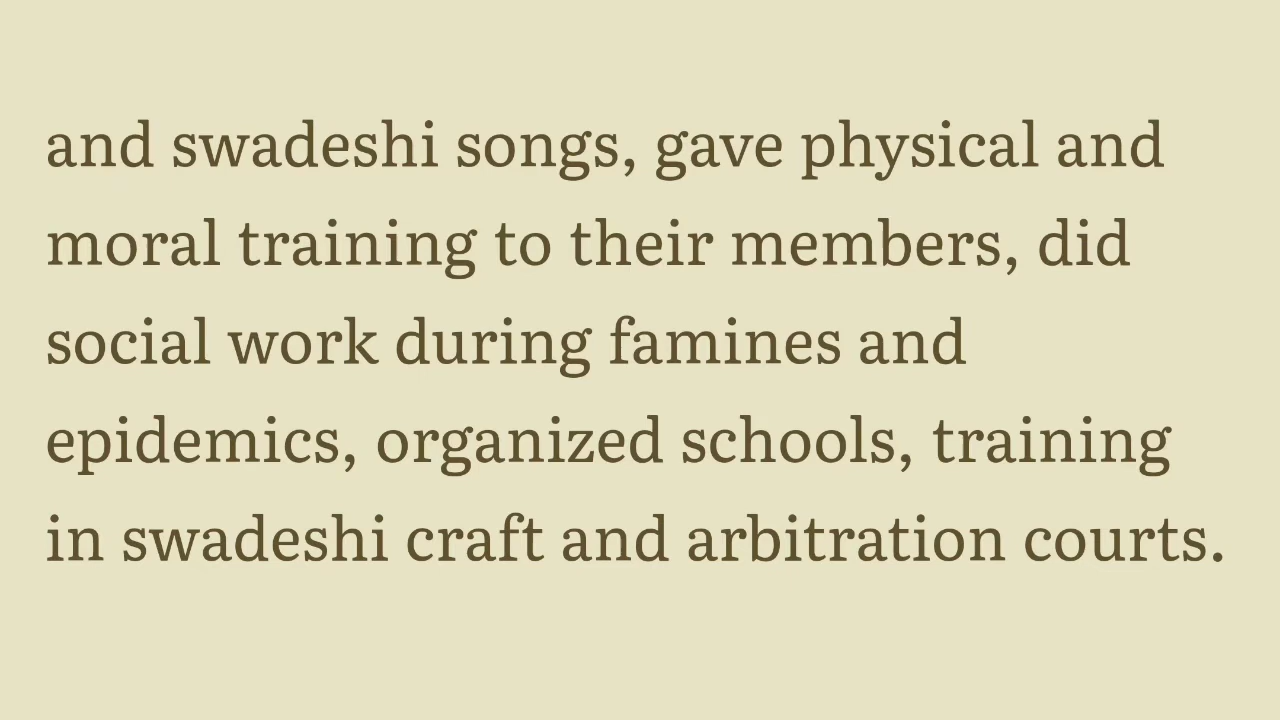 and swadeshi songs, gave physical and
moral training to their members, did
social work during famines and
epidemics, organized schools, training
in swadeshi craft and arbitration courts.